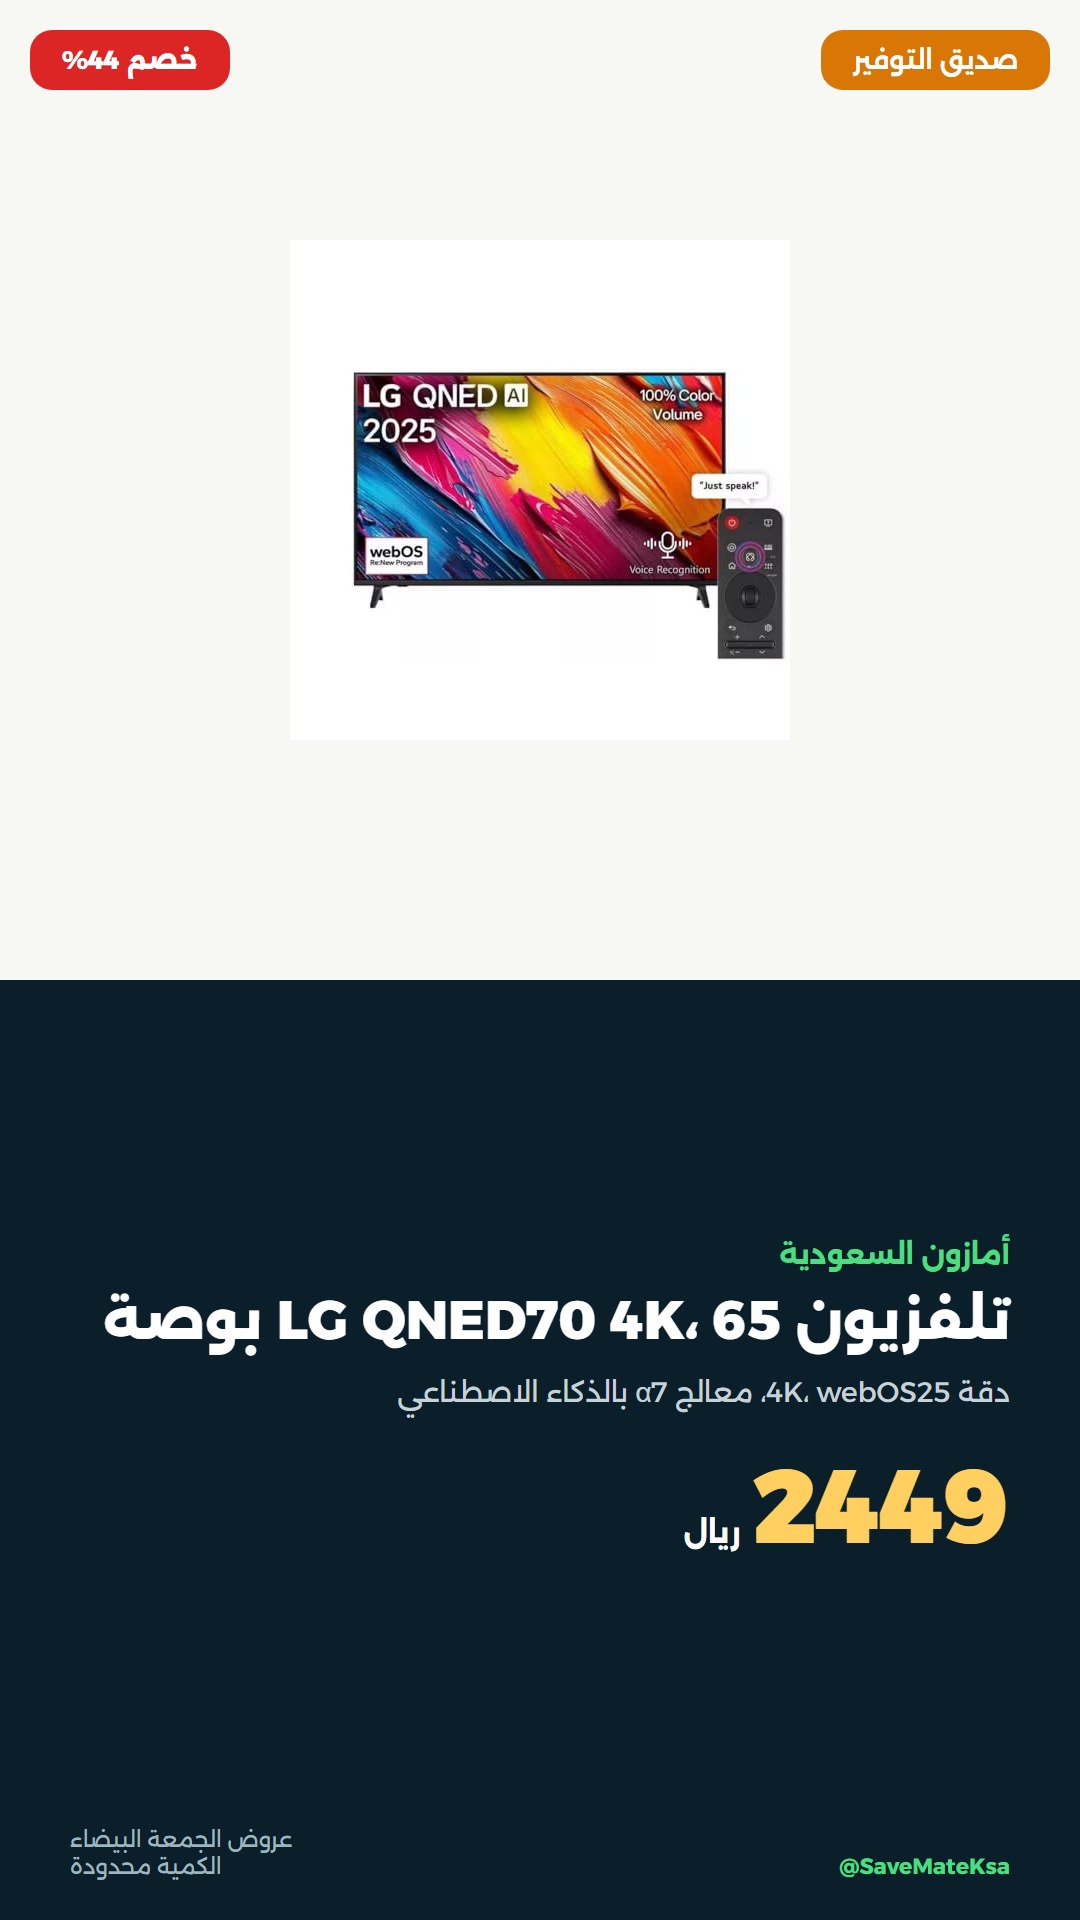 صديق التوفير
خصم 44%
LG QNED AI
2025
100% Color
Volume
"Just speak!"
webOS
Re:New Program
Voice Recognition
أمازون السعودية
تلفزيون LG QNED70 4K، 65 بوصة
دقة 4K، webOS25، معالج α7 بالذكاء الاصطناعي
2449 ريال
عروض الجمعة البيضاء
الكمية محدودة
@SaveMateKsa